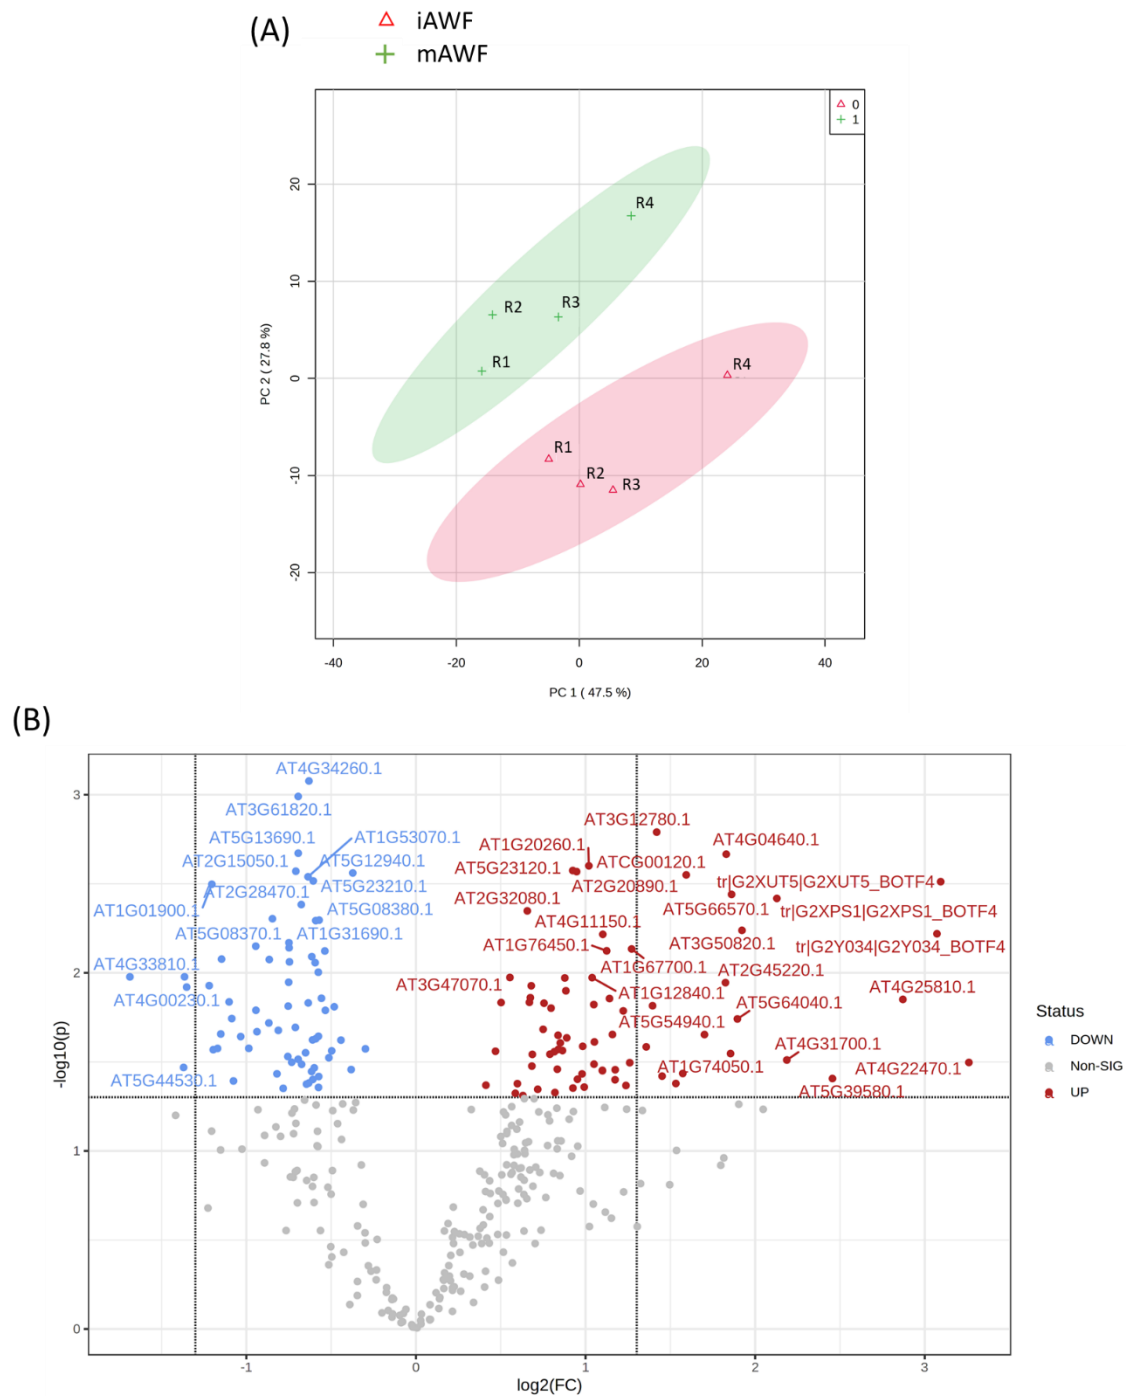 (A)
iAWF
mAWF
0
1
20
10
0
-10
-20
PC 2 ( 27.8 %)
R4
R2
R3
R1
R4
R1
R2
R3
-40
-20
0
20
40
PC 1 ( 47.5 %)
(B)
AT4G34260.1
AT3G61820.1
AT5G13690.1
AT1G53070.1
AT2G15050.1
AT5G12940.1
AT2G28470.1
AT5G23210.1
AT1G01900.1
AT5G08380.1
AT5G08370.1
AT1G31690.1
AT4G33810.1
AT4G00230.1
AT5G44530.1
AT3G12780.1
AT1G20260.1
AT4G04640.1
AT5G23120.1
ATCG00120.1
AT2G20890.1
tr|G2XUT5|G2XUT5_BOTF4
AT2G32080.1
AT5G66570.1
tr|G2XPS1|G2XPS1_BOTF4
AT4G11150.1
AT1G76450.1
AT3G50820.1
tr|G2Y034|G2Y034_BOTF4
AT1G67700.1
AT2G45220.1
AT3G47070.1
AT1G12840.1
AT4G25810.1
AT5G54940.1
AT5G64040.1
AT4G31700.1
AT1G74050.1
AT4G22470.1
AT5G39580.1
3
2
1
0
-log10(p)
-1
0
1
2
3
log2(FC)
Status
DOWN
Non-SIG
UP